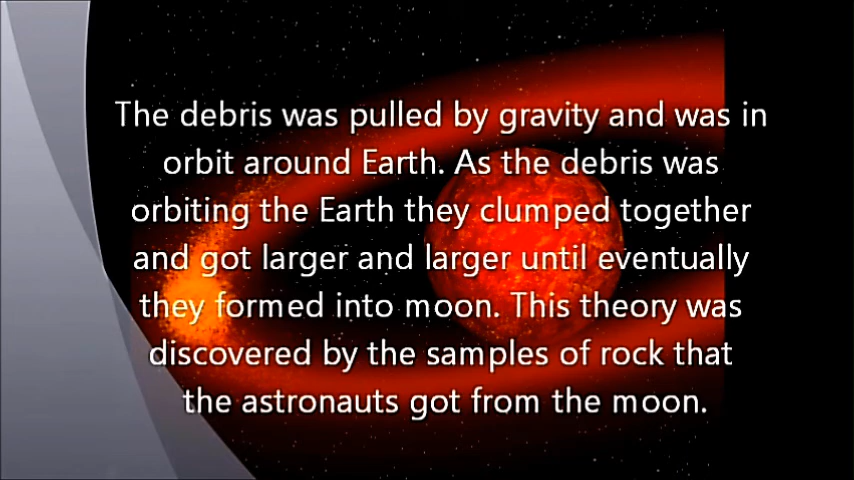 The debris was pulled by gravity and was in
orbit around Earth. As the debris was
orbiting the Earth they clumped together
and got larger and larger until eventually
they formed into moon. This theory was
discovered by the samples of rock that
the astronauts got from the moon.